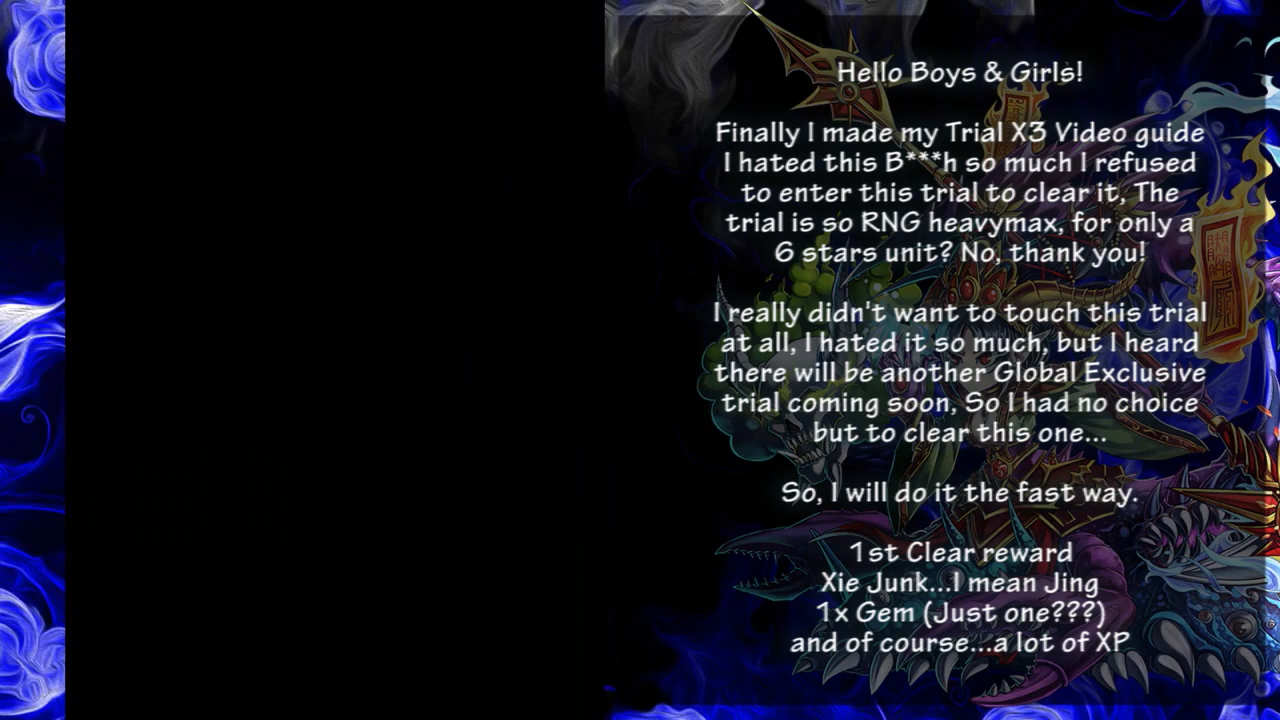 Hello Boys & Girls!
Finally I made my Trial X3 Video guide
I hated this B***h so much I refused
to enter this trial to clear it, The
trial is so RNG heavymax, for only a
6 stars unit? No, thank you!
I really didn't want to touch this trial
at all, I hated it so much, but I heard
there will be another Global Exclusive
trial coming soon, So I had no choice
but to clear this one...
So, I will do it the fast way.
1st Clear reward
Xie Junk...I mean Jing
1x Gem (Just one???)
and of course...a lot of XP